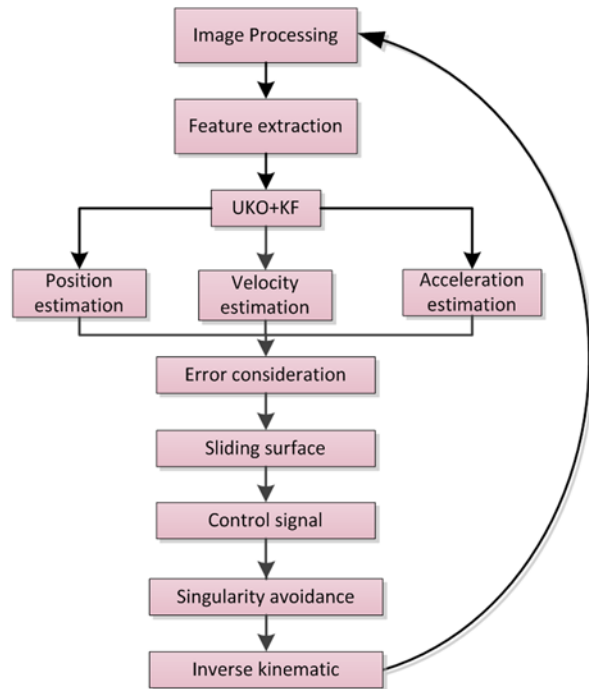 Image Processing
Feature extraction
UKO+KF
Position
estimation
Velocity
estimation
Acceleration
estimation
Error consideration
Sliding surface
Control signal
Singularity avoidance
Inverse kinematic